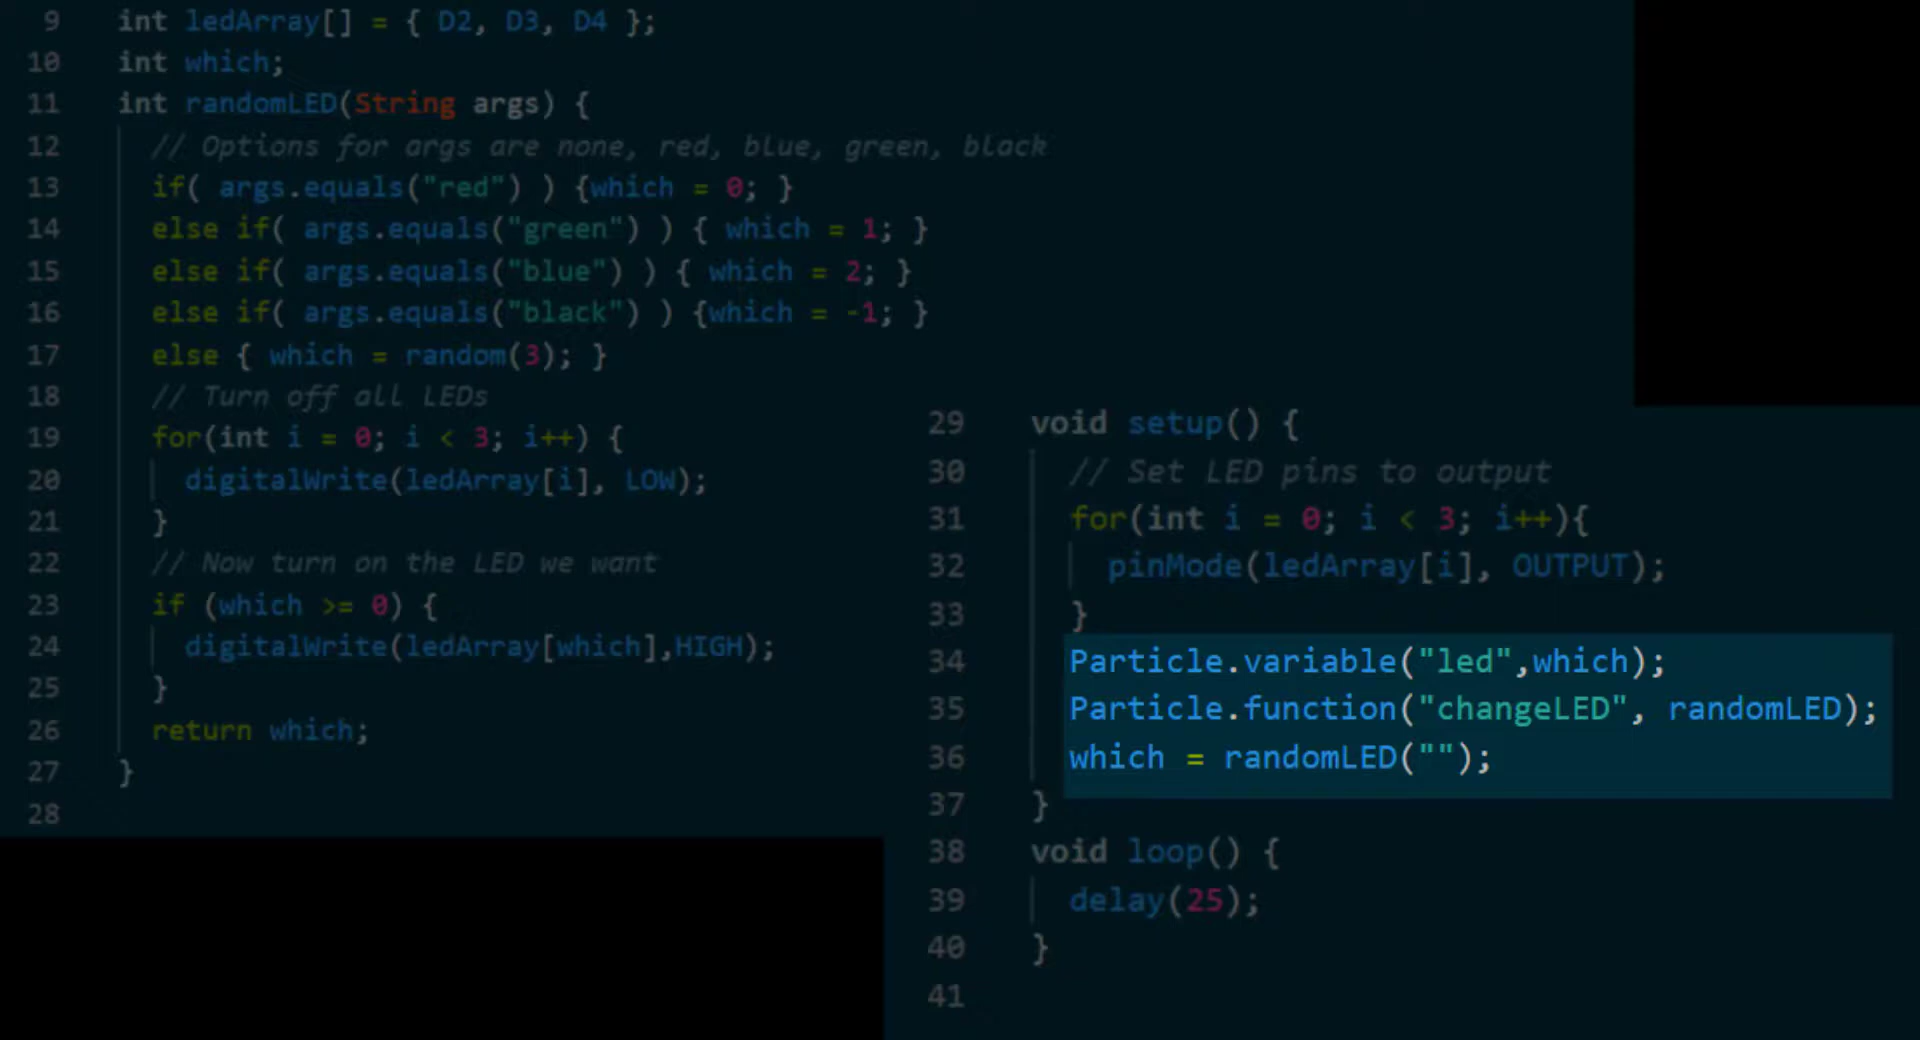 9 int ledArray[] = { D2, D3, D4 };
10 int which;
11 int randomLED(String args) {
12 // Options for args are none, red, blue, green, black
13 if( args.equals("red") ) {which = 0; }
14 else if( args.equals("green") ) { which = 1; }
15 else if( args.equals("blue") ) { which = 2; }
16 else if( args.equals("black") ) {which = -1; }
17 else { which = random(3); }
18 // Turn off all LEDs
19 for(int i = 0; i < 3; i++) {
20 digitalWrite(ledArray[i], LOW);
21 }
22 // Now turn on the LED we want
23 if (which >= 0) {
24 digitalWrite(ledArray[which],HIGH);
25 }
26 return which;
27 }
28
29 void setup() {
30 // Set LED pins to output
31 for(int i = 0; i < 3; i++){
32 pinMode(ledArray[i], OUTPUT);
33 }
34 Particle.variable("led",which);
35 Particle.function("changeLED", randomLED);
36 which = randomLED("");
37 }
38 void loop() {
39 delay(25);
40 }
41